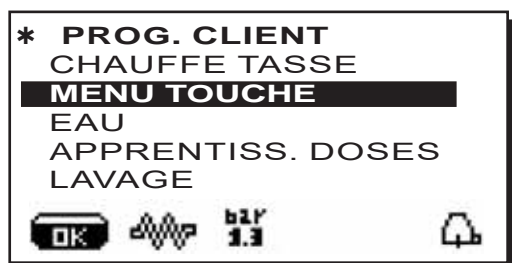 * PROG. CLIENT
CHAUFFE TASSE
MENU TOUCHE
EAU
APPRENTISS. DOSES
LAVAGE
OK bar 1.3